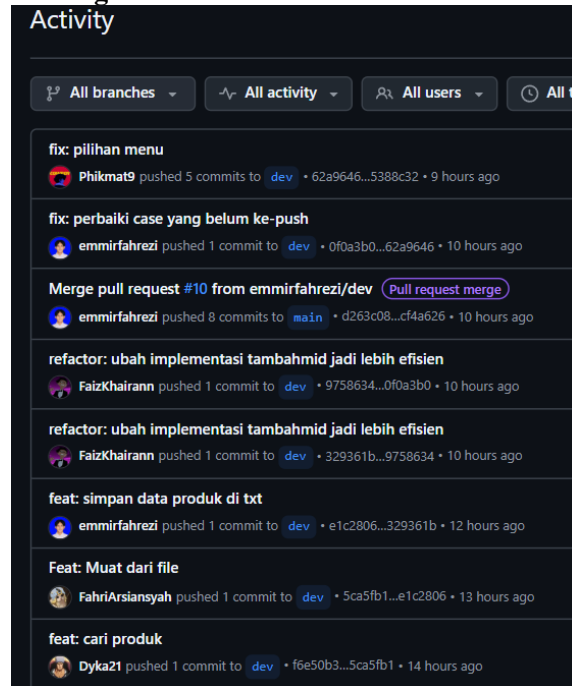 Activity
All branches
All activity
All users
All t
fix: pilihan menu
Phikmat9 pushed 5 commits to dev • 62a9646...5388c32 • 9 hours ago
fix: perbaiki case yang belum ke-push
emmirfahrezi pushed 1 commit to dev • 0f0a3b0...62a9646 • 10 hours ago
Merge pull request #10 from emmirfahrezi/dev Pull request merge
emmirfahrezi pushed 8 commits to main • d263c08...cf4a626 • 10 hours ago
refactor: ubah implementasi tambahmid jadi lebih efisien
FaizKhairann pushed 1 commit to dev • 9758634...0f0a3b0 • 10 hours ago
refactor: ubah implementasi tambahmid jadi lebih efisien
FaizKhairann pushed 1 commit to dev • 329361b...9758634 • 10 hours ago
feat: simpan data produk di txt
emmirfahrezi pushed 1 commit to dev • e1c2806...329361b • 12 hours ago
Feat: Muat dari file
FahriArsiansyah pushed 1 commit to dev • 5ca5fb1...e1c2806 • 13 hours ago
feat: cari produk
Dyka21 pushed 1 commit to dev • f6e50b3...5ca5fb1 • 14 hours ago